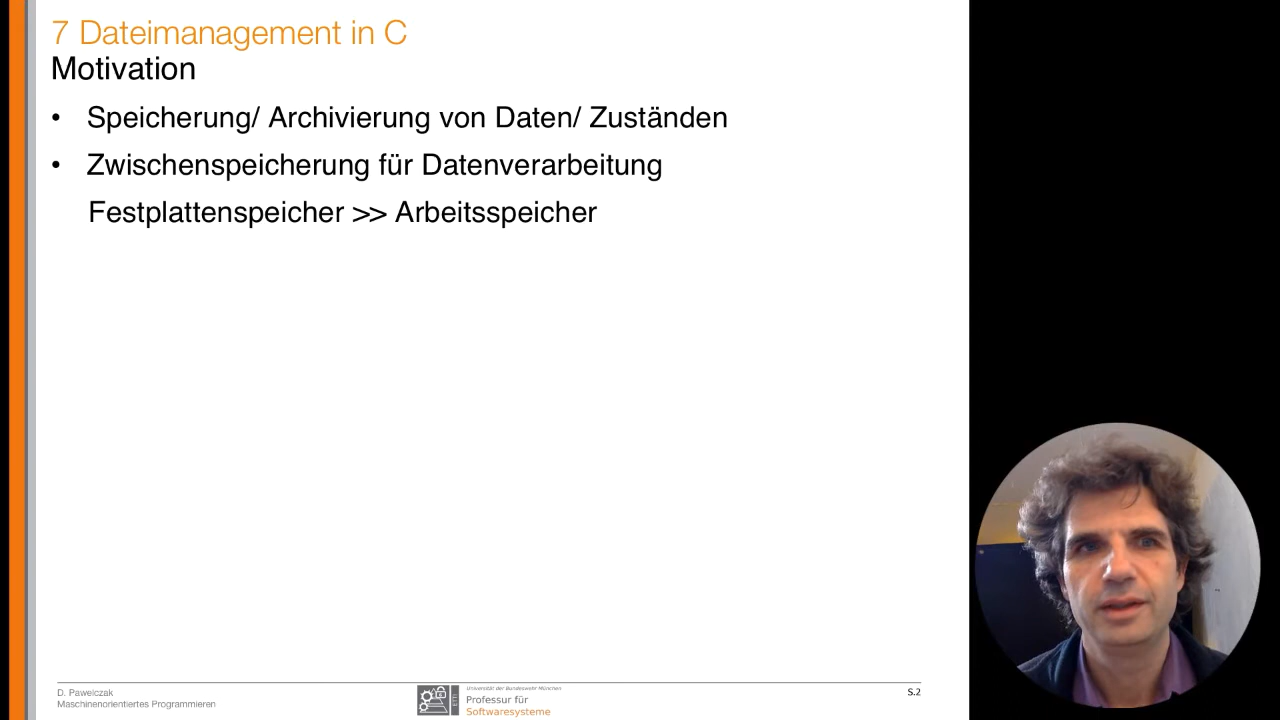 7 Dateimanagement in C
Motivation
• Speicherung/ Archivierung von Daten/ Zuständen
• Zwischenspeicherung für Datenverarbeitung
Festplattenspeicher >> Arbeitsspeicher
D. Pawelczak
Maschinenorientiertes Programmieren
ETTI
Universität der Bundeswehr München
Professur für
Softwaresysteme
S.2